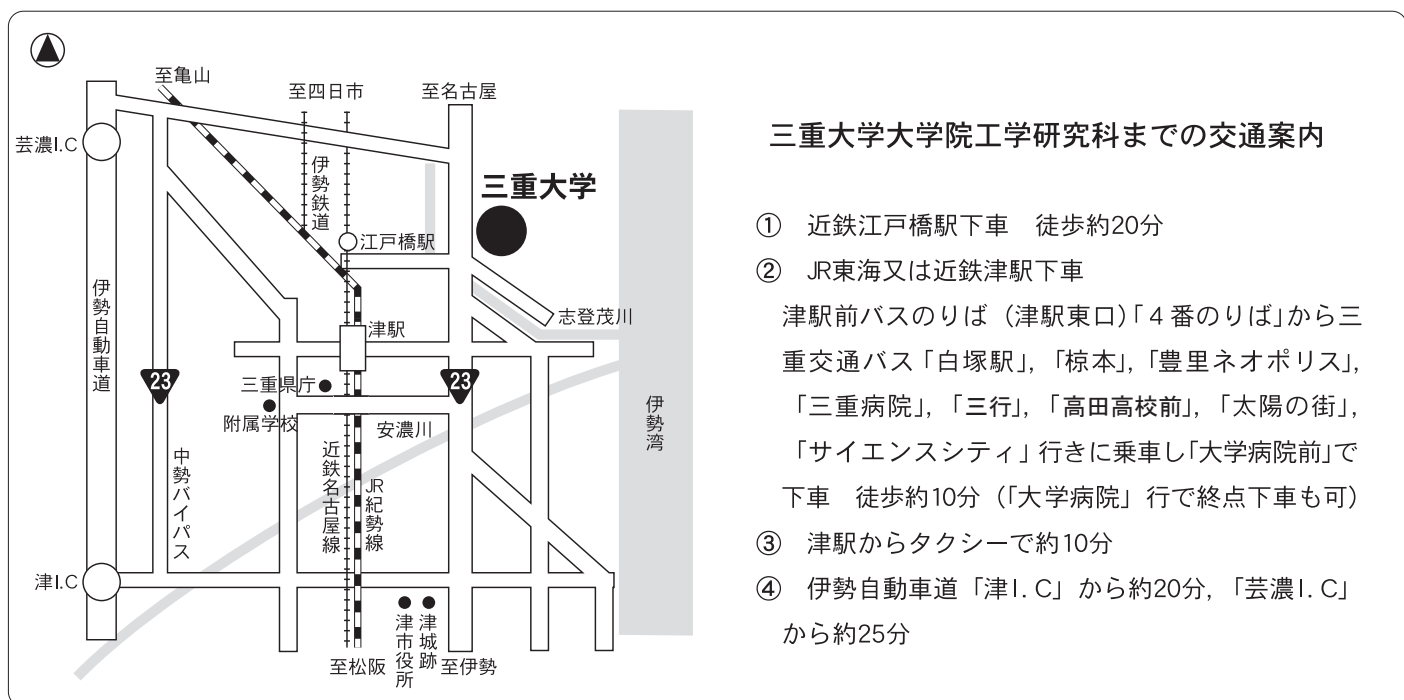 至亀山
至四日市
至名古屋
芸濃I.C
伊勢鉄道
三重大学
江戸橋駅
伊勢自動車道
志登茂川
津駅
23
23
三重県庁
附属学校
安濃川
伊勢湾
中勢バイパス
近鉄名古屋線
JR紀勢線
津I.C
至松阪
津市役所
津城跡
至伊勢
三重大学大学院工学研究科までの交通案内
① 近鉄江戸橋駅下車 徒歩約20分
② JR東海又は近鉄津駅下車
津駅前バスのりば(津駅東口)「4番のりば」から三
重交通バス「白塚駅」,「椋本」,「豊里ネオポリス」,
「三重病院」,「三行」,「高田高校前」,「太陽の街」,
「サイエンスシティ」行きに乗車し「大学病院前」で
下車 徒歩約10分(「大学病院」行で終点下車も可)
③ 津駅からタクシーで約10分
④ 伊勢自動車道「津I.C」から約20分,「芸濃I.C」
から約25分